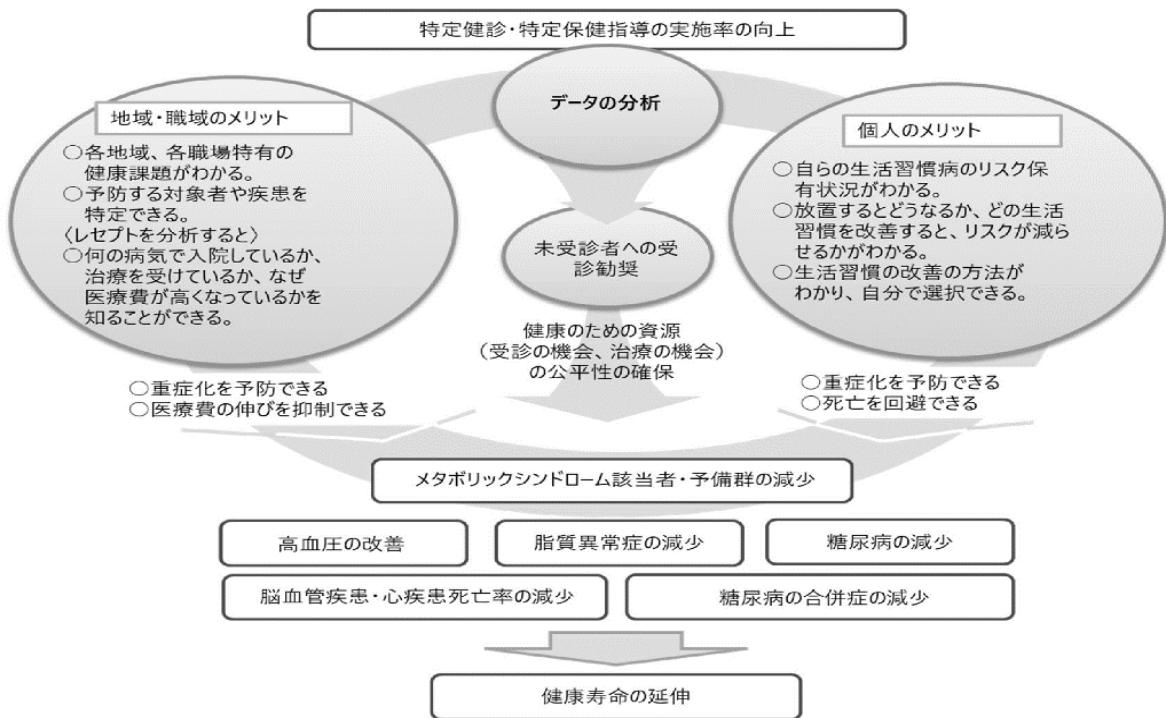 特定健診・特定保健指導の実施率の向上
データの分析
地域・職域のメリット
○各地域、各職場特有の
健康課題がわかる。
○予防する対象者や疾患を
特定できる。
〈レセプトを分析すると〉
○何の病気で入院しているか、
治療を受けているか、なぜ
医療費が高くなっているかを
知ることができる。
個人のメリット
○自らの生活習慣病のリスク保
有状況がわかる。
○放置するとどうなるか、どの生活
習慣を改善すると、リスクが減ら
せるかがわかる。
○生活習慣の改善の方法が
わかり、自分で選択できる。
未受診者への受
診勧奨
健康のための資源
(受診の機会、治療の機会)
の公平性の確保
○重症化を予防できる
○医療費の伸びを抑制できる
○重症化を予防できる
○死亡を回避できる
メタボリックシンドローム該当者・予備群の減少
高血圧の改善
脂質異常症の減少
糖尿病の減少
脳血管疾患・心疾患死亡率の減少
糖尿病の合併症の減少
健康寿命の延伸